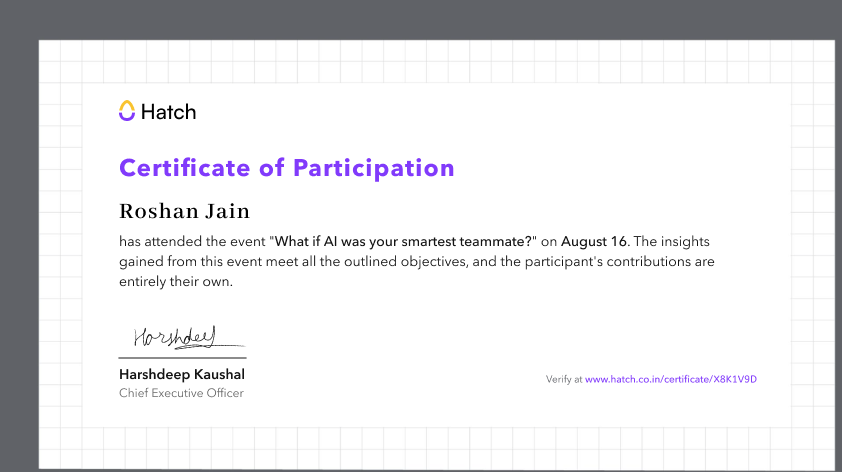 Hatch
Certificate of Participation
Roshan Jain
has attended the event "What if AI was your smartest teammate?" on August 16. The insights
gained from this event meet all the outlined objectives, and the participant's contributions are
entirely their own.
Harshdeep
Harshdeep Kaushal
Chief Executive Officer
Verify at www.hatch.co.in/certificate/X8K1V9D